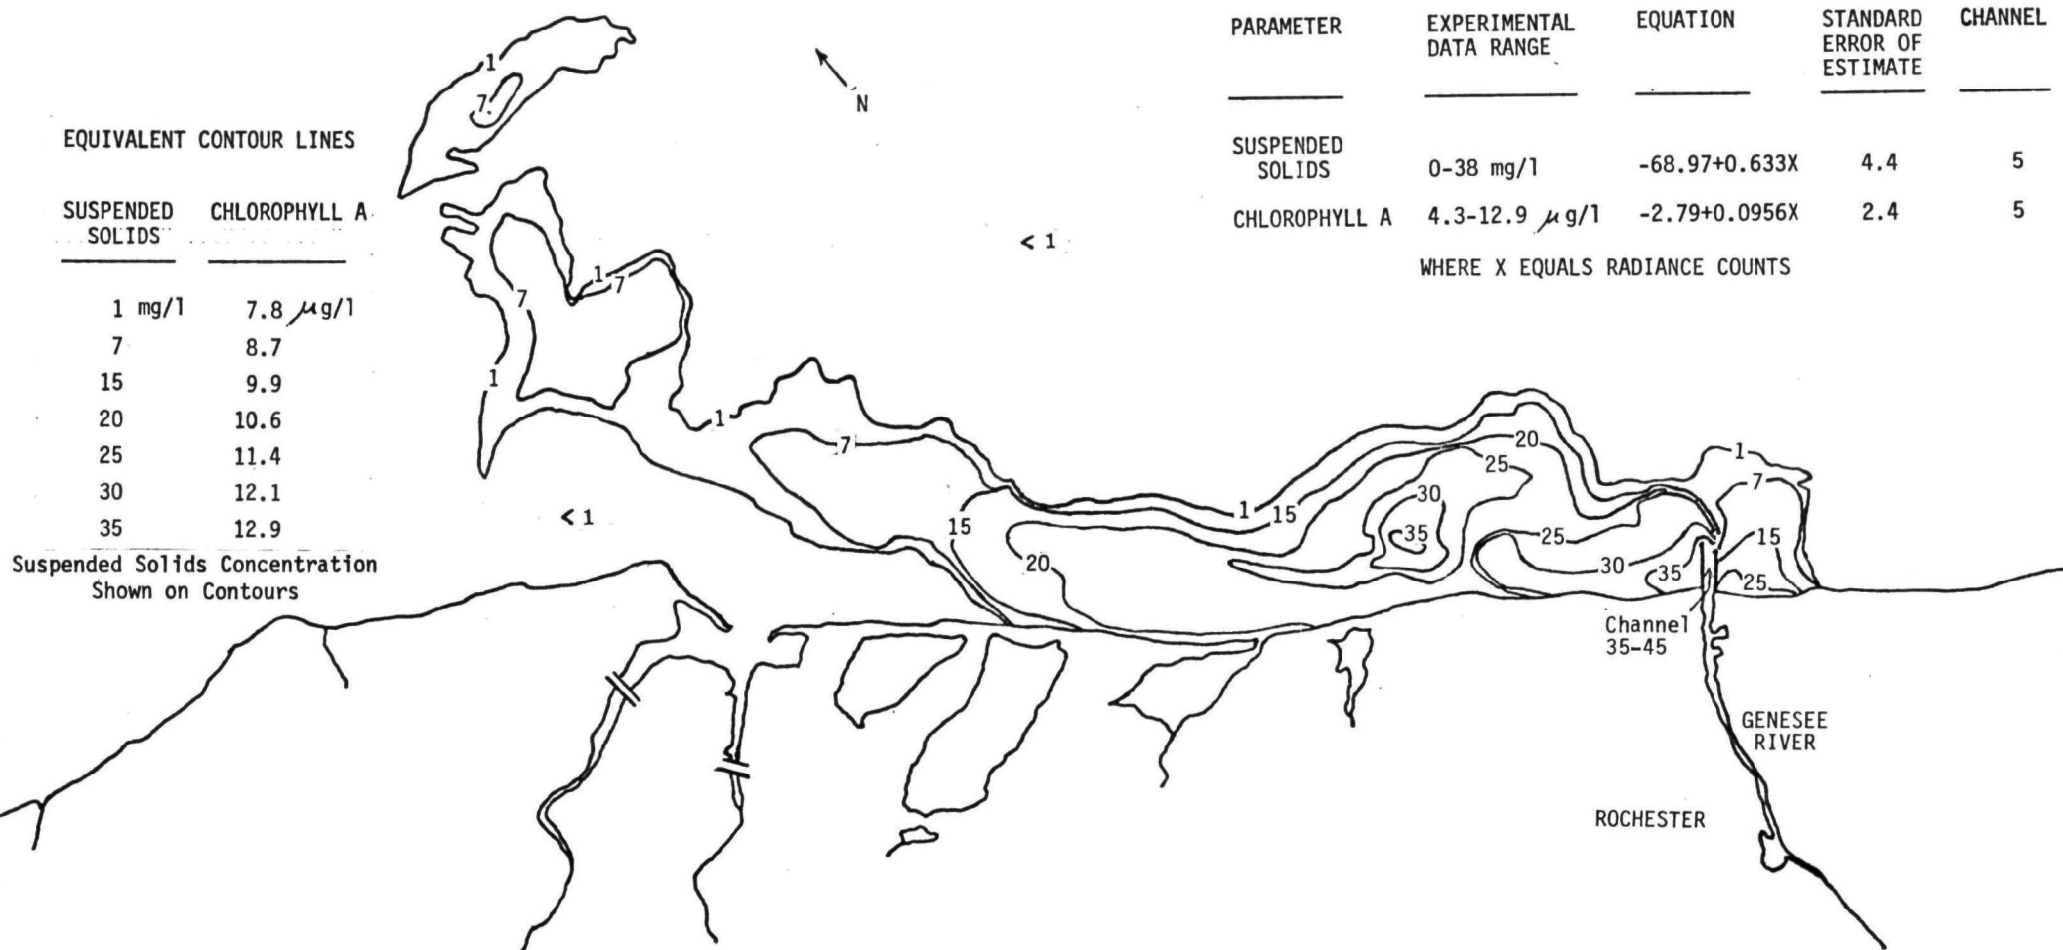 EQUIVALENT CONTOUR LINES
SUSPENDED SOLIDS CHLOROPHYLL A
1 mg/l 7.8 μg/l
7 8.7
15 9.9
20 10.6
25 11.4
30 12.1
35 12.9
Suspended Solids Concentration
Shown on Contours
PARAMETER EXPERIMENTAL DATA RANGE EQUATION STANDARD ERROR OF ESTIMATE CHANNEL
SUSPENDED SOLIDS 0-38 mg/l -68.97+0.633X 4.4 5
CHLOROPHYLL A 4.3-12.9 μg/l -2.79+0.0956X 2.4 5
WHERE X EQUALS RADIANCE COUNTS
N
1
7
< 1
1
7
7
1
1
7
< 1
15
20
1
15
20
25
30
35
25
30
35
1
7
15
25
Channel
35-45
GENESEE
RIVER
ROCHESTER